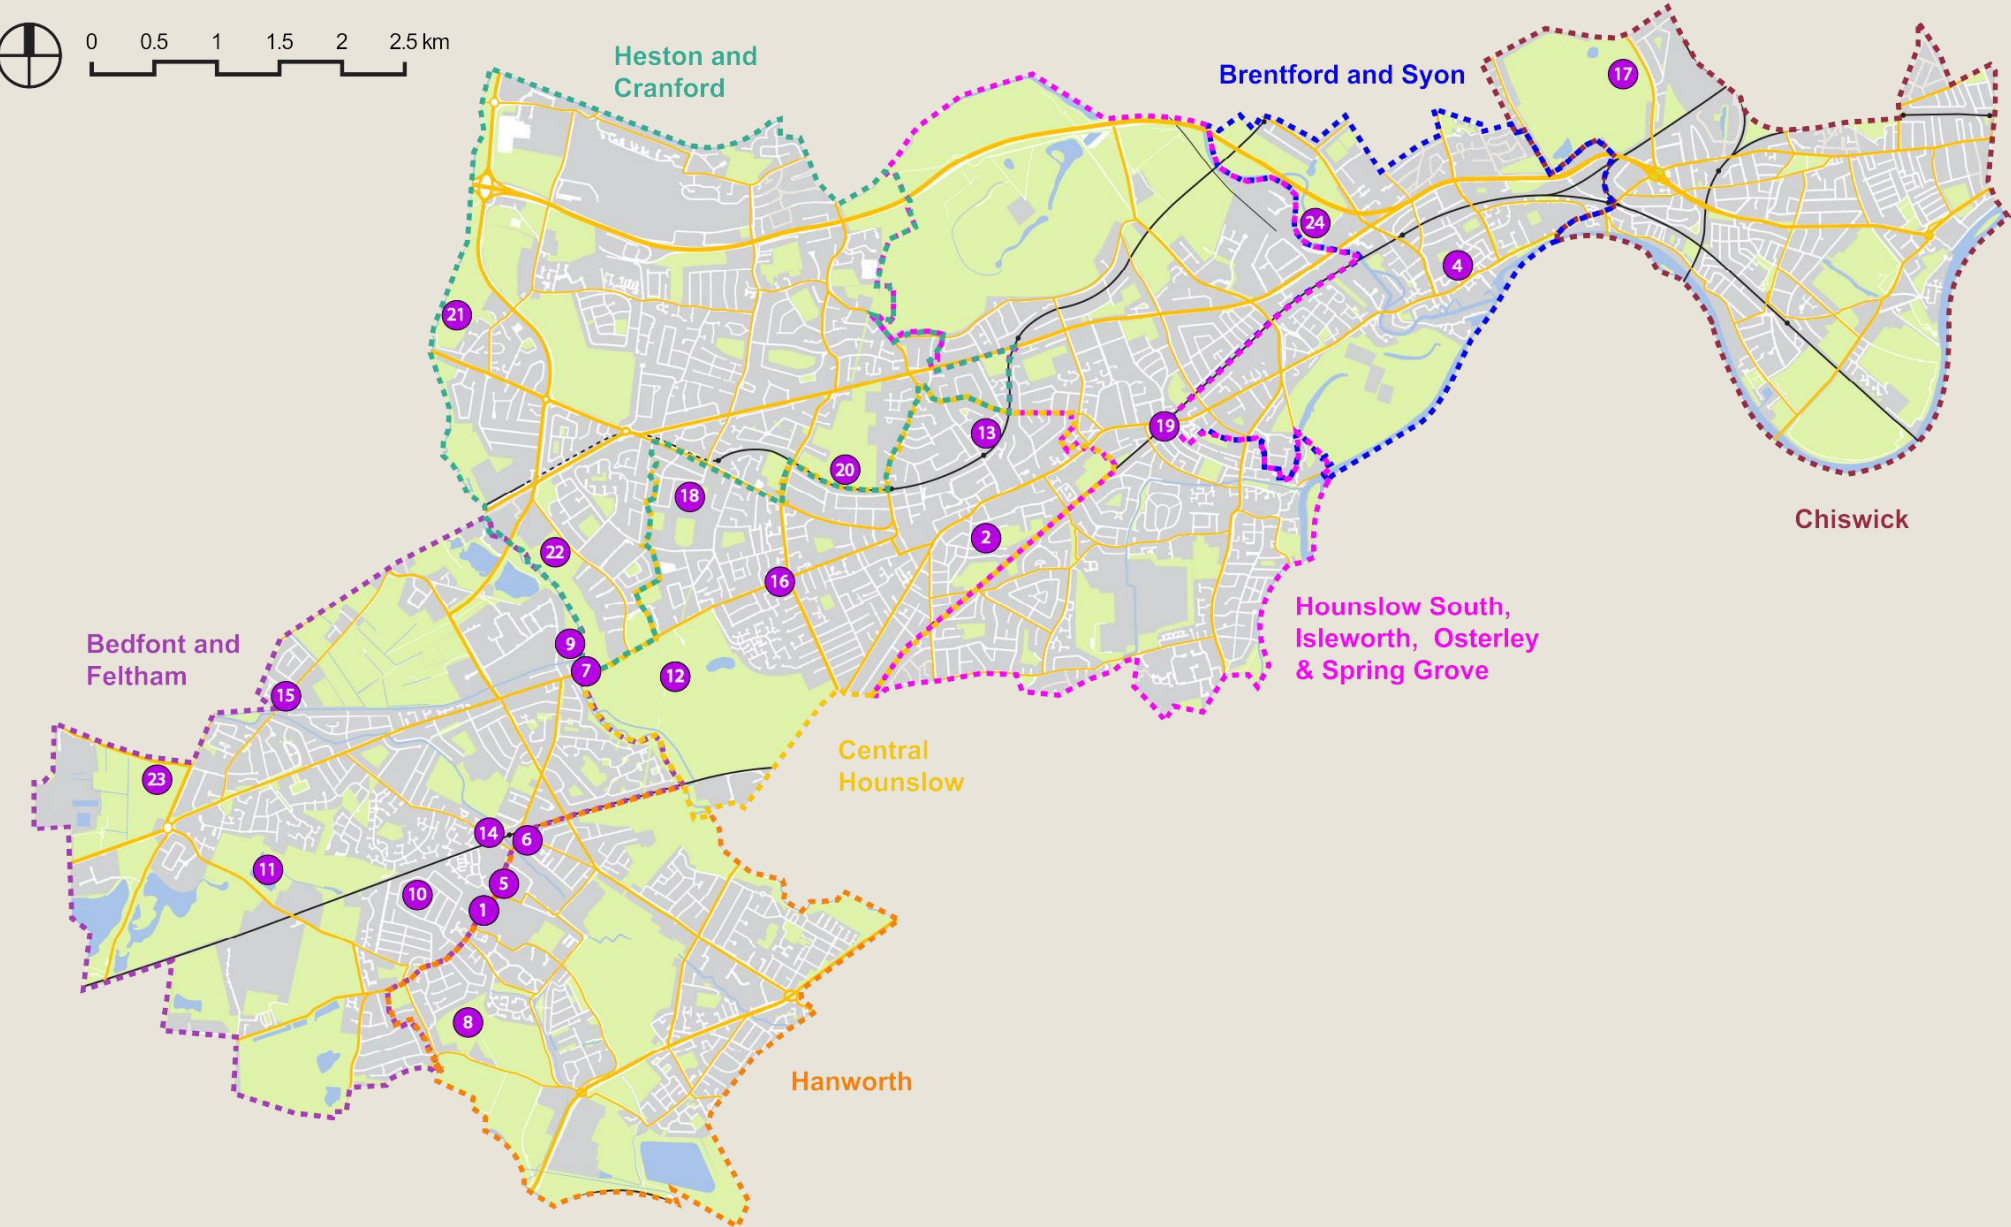 0 0.5 1 1.5 2 2.5 km
Heston and
Cranford
Brentford and Syon
17
24
4
21
13
19
20
18
2
22
16
Chiswick
Hounslow South,
Isleworth, Osterley
& Spring Grove
Bedfont and
Feltham
9
7
12
15
Central
Hounslow
23
14
6
11
5
10
1
8
Hanworth